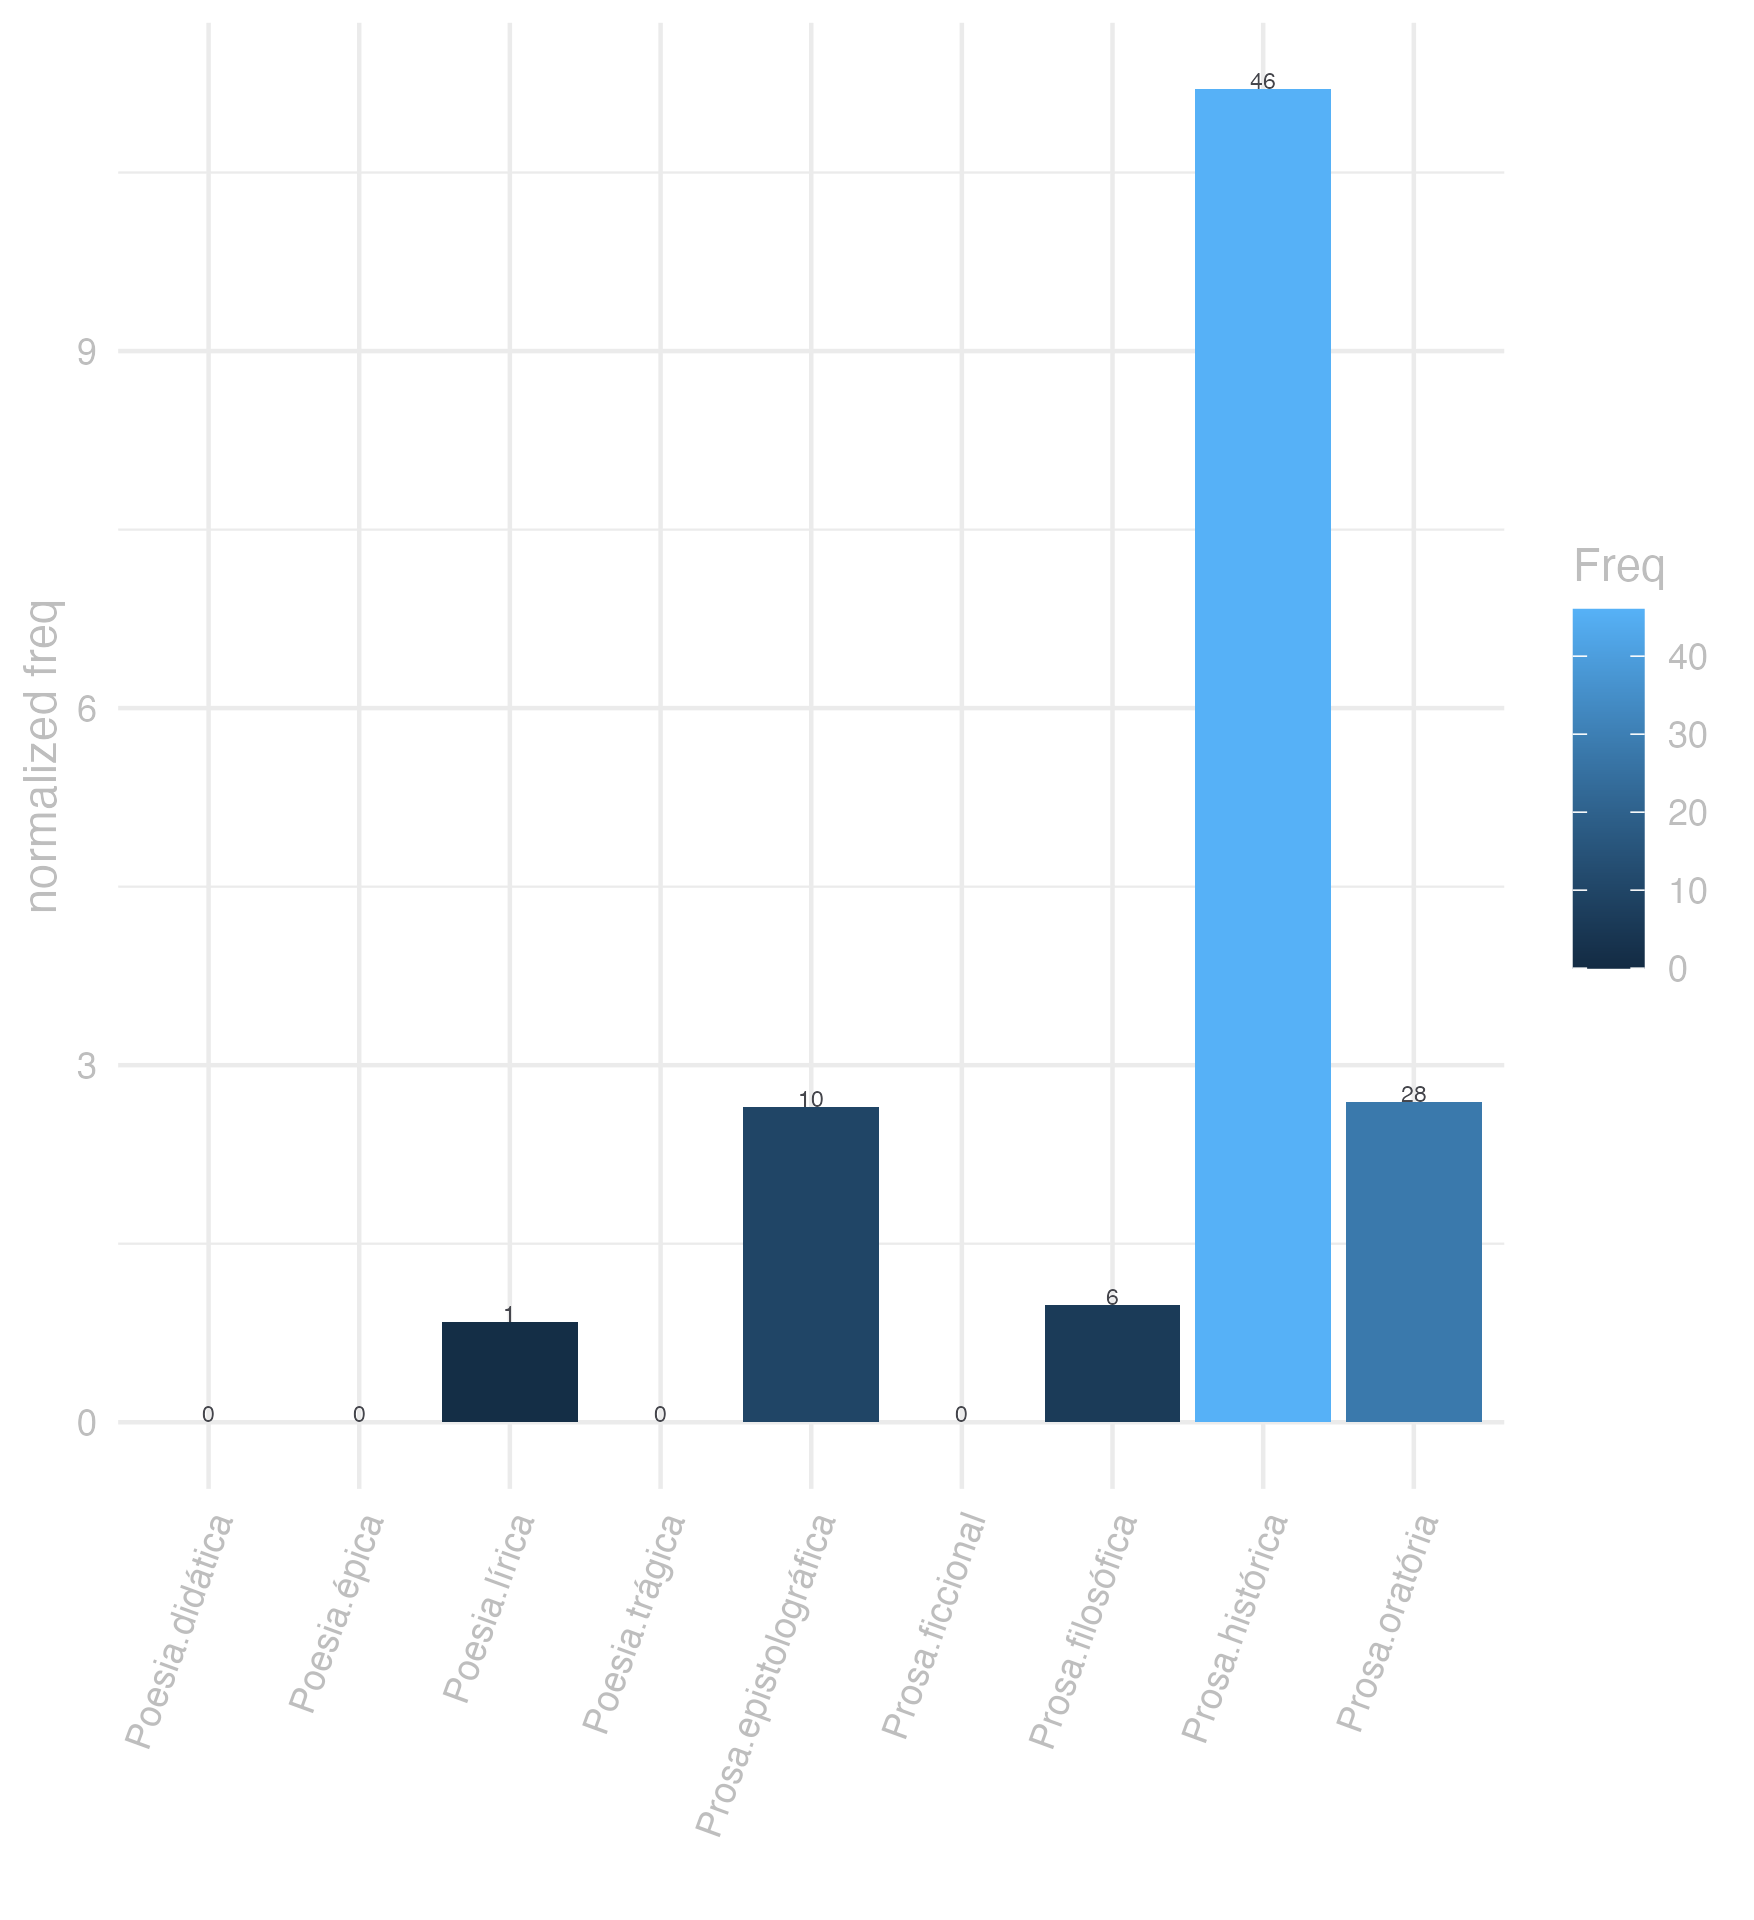 normalized freq
9
6
3
0
0
0
1
0
10
0
6
46
28
Poesia.didática
Poesia.épica
Poesia.lírica
Poesia.trágica
Prosa.epistolográfica
Prosa.ficcional
Prosa.filosófica
Prosa.histórica
Prosa.oratória
Freq
40
30
20
10
0